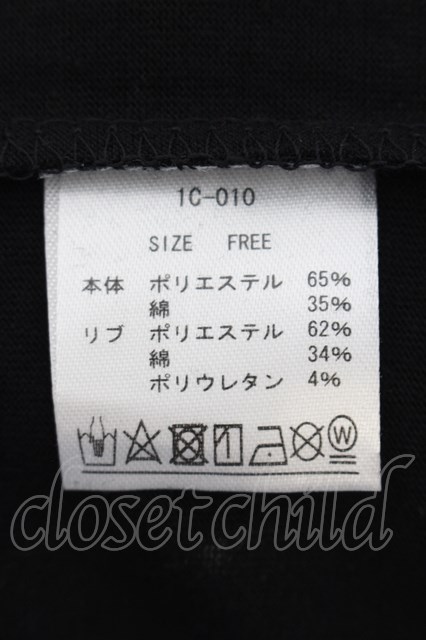 1C-010
SIZE FREE
本体 ポリエステル 65%
綿 35%
リブ ポリエステル 62%
綿 34%
ポリウレタン 4%
W
closetchild